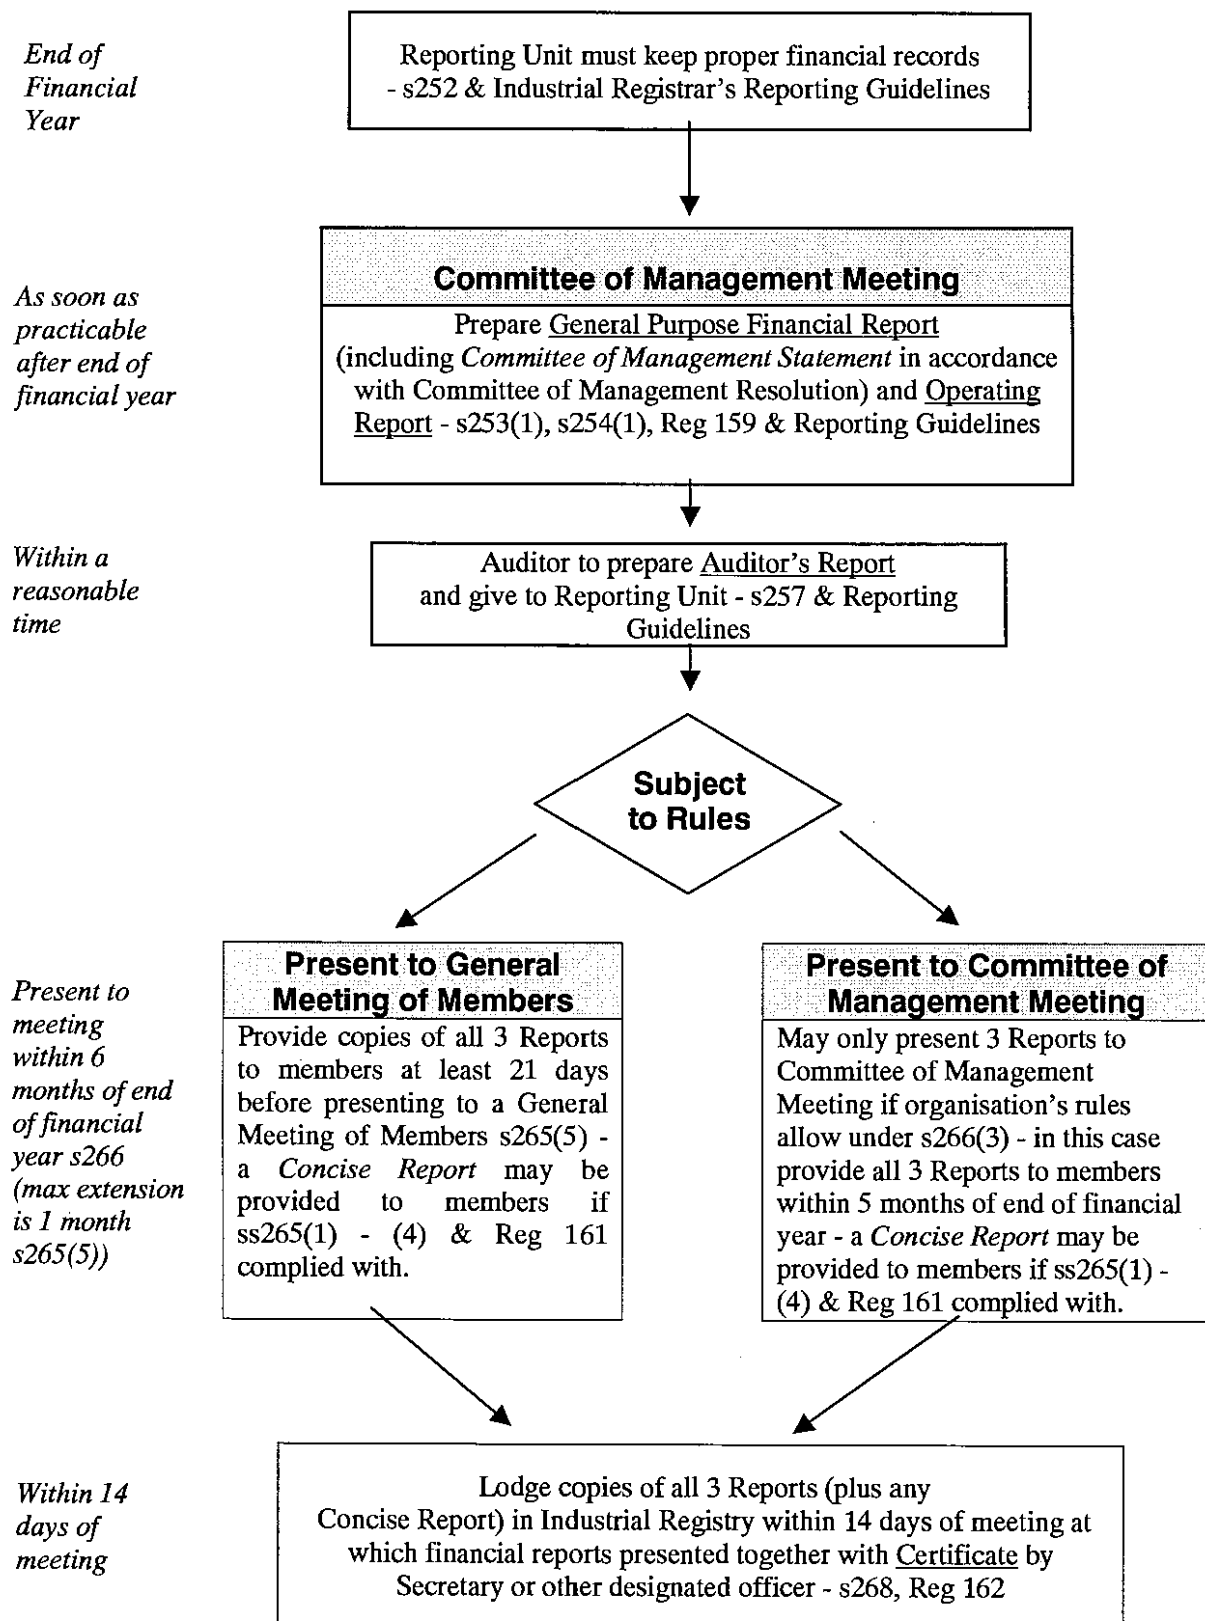 End of
Financial
Year
Reporting Unit must keep proper financial records
- s252 & Industrial Registrar's Reporting Guidelines
As soon as
practicable
after end of
financial year
Committee of Management Meeting
Prepare General Purpose Financial Report
(including Committee of Management Statement in accordance
with Committee of Management Resolution) and Operating
Report - s253(1), s254(1), Reg 159 & Reporting Guidelines
Within a
reasonable
time
Auditor to prepare Auditor's Report
and give to Reporting Unit - s257 & Reporting
Guidelines
Subject
to Rules
Present to
meeting
within 6
months of end
of financial
year s266
(max extension
is 1 month
s265(5))
Present to General
Meeting of Members
Provide copies of all 3 Reports
to members at least 21 days
before presenting to a General
Meeting of Members s265(5) -
a Concise Report may be
provided to members if
ss265(1) - (4) & Reg 161
complied with.
Present to Committee of
Management Meeting
May only present 3 Reports to
Committee of Management
Meeting if organisation's rules
allow under s266(3) - in this case
provide all 3 Reports to members
within 5 months of end of financial
year - a Concise Report may be
provided to members if ss265(1) -
(4) & Reg 161 complied with.
Within 14
days of
meeting
Lodge copies of all 3 Reports (plus any
Concise Report) in Industrial Registry within 14 days of meeting at
which financial reports presented together with Certificate by
Secretary or other designated officer - s268, Reg 162